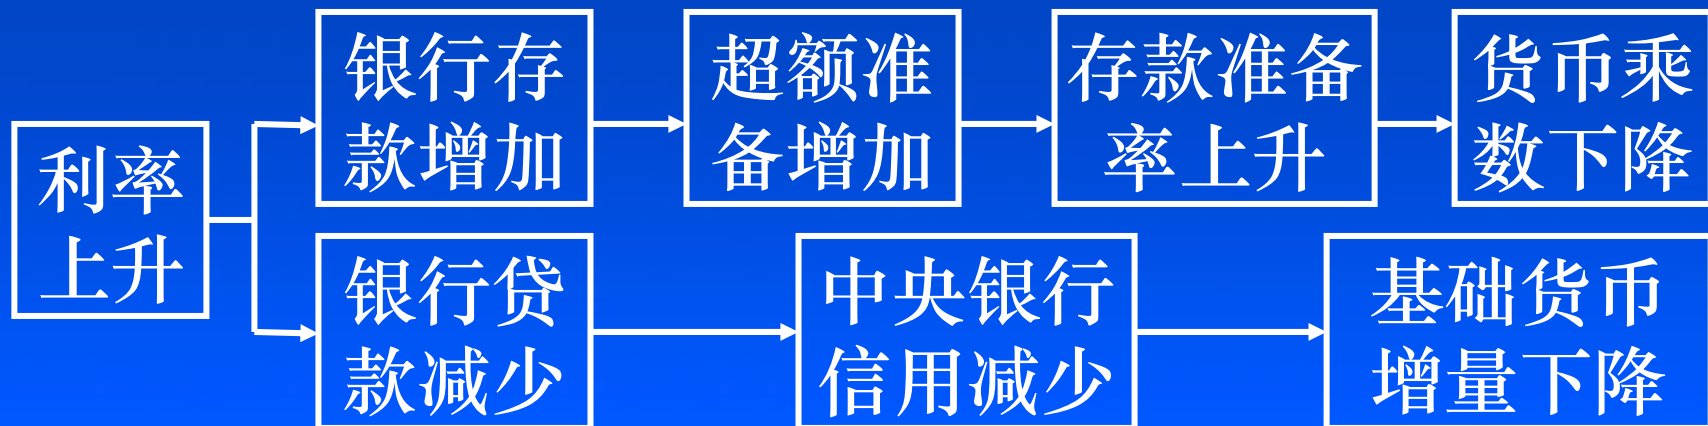 利率
上升
银行存
款增加
超额准
备增加
存款准备
率上升
货币乘
数下降
银行贷
款减少
中央银行
信用减少
基础货币
增量下降